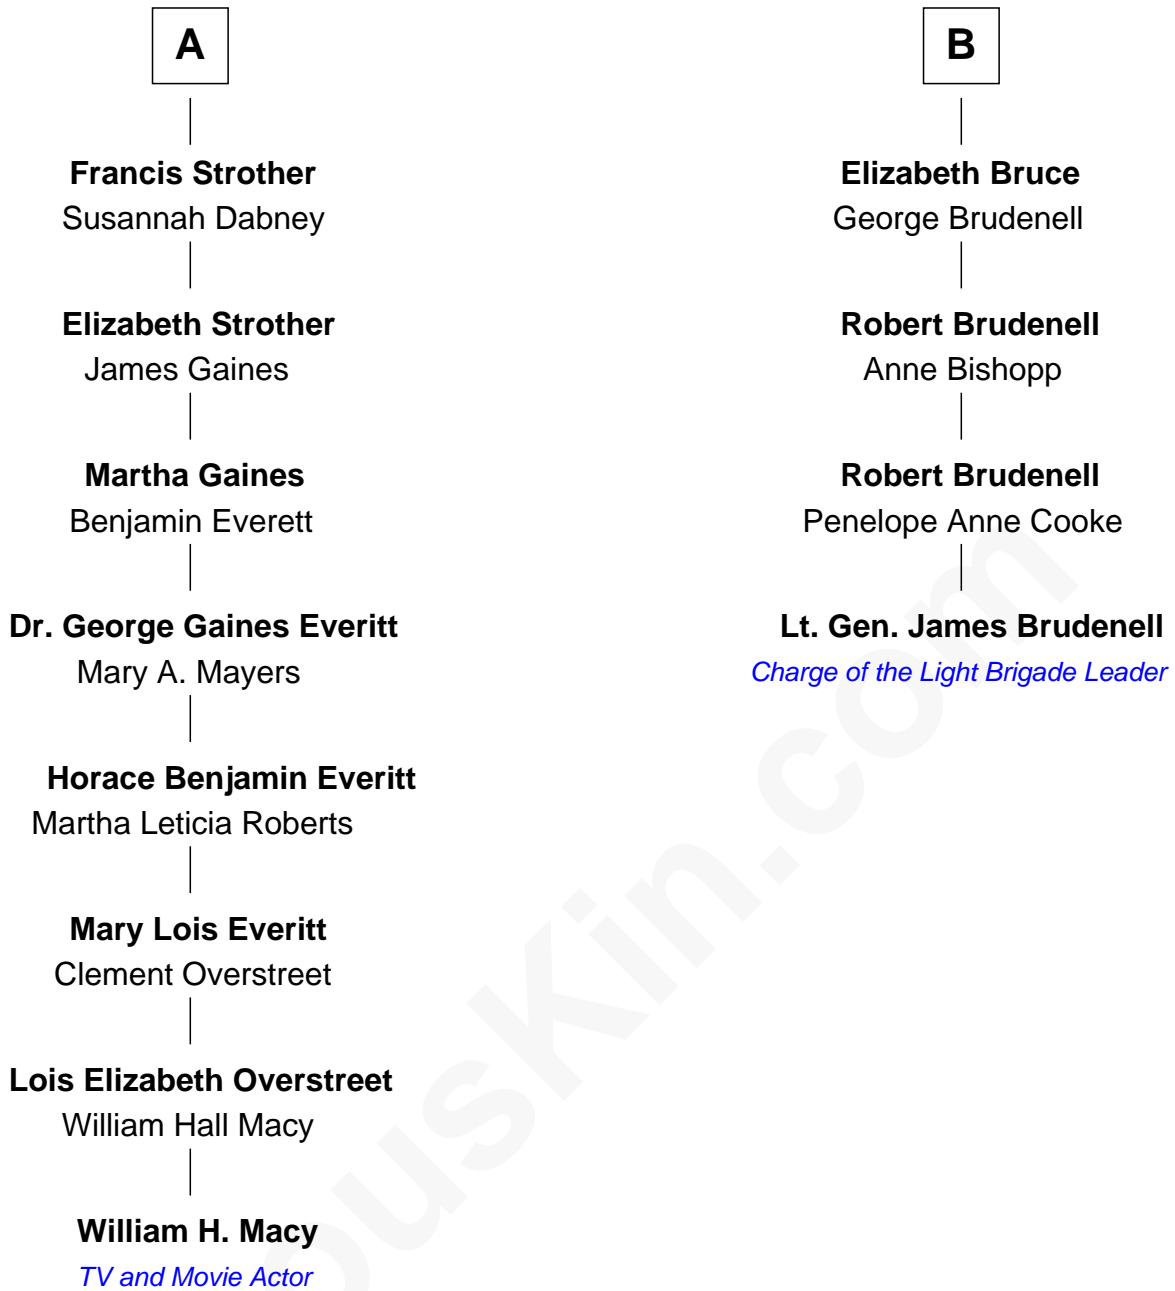 A
Francis Strother
Susannah Dabney
Elizabeth Strother
James Gaines
Martha Gaines
Benjamin Everett
Dr. George Gaines Everitt
Mary A. Mayers
Horace Benjamin Everitt
Martha Leticia Roberts
Mary Lois Everitt
Clement Overstreet
Lois Elizabeth Overstreet
William Hall Macy
William H. Macy
TV and Movie Actor
B
Elizabeth Bruce
George Brudenell
Robert Brudenell
Anne Bishopp
Robert Brudenell
Penelope Anne Cooke
Lt. Gen. James Brudenell
Charge of the Light Brigade Leader
ousKin.com